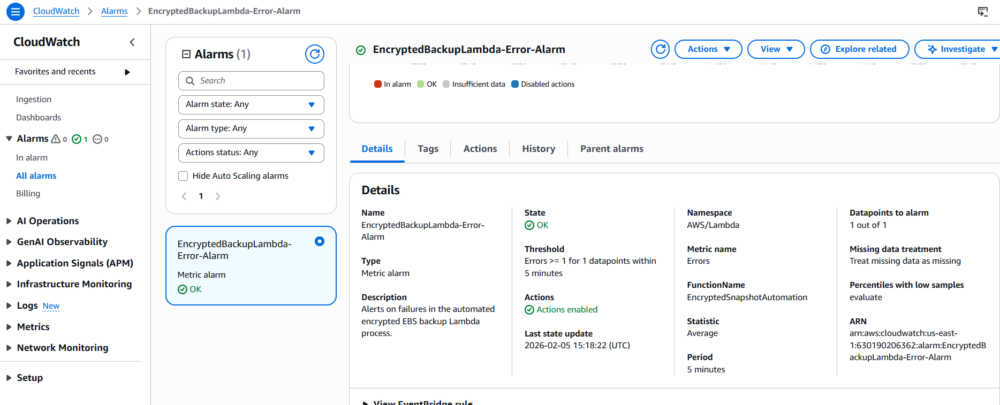 CloudWatch > Alarms > EncryptedBackupLambda-Error-Alarm
CloudWatch
Favorites and recents
Ingestion
Dashboards
Alarms 0 1 0
In alarm
All alarms
Billing
AI Operations
GenAI Observability
Application Signals (APM)
Infrastructure Monitoring
Logs New
Metrics
Network Monitoring
Setup
Alarms (1)
Search
Alarm state: Any
Alarm type: Any
Actions status: Any
Hide Auto Scaling alarms
1
EncryptedBackupLambda-
Error-Alarm
Metric alarm
OK
EncryptedBackupLambda-Error-Alarm
Actions View Explore related Investigate
In alarm OK Insufficient data Disabled actions
Details Tags Actions History Parent alarms
Details
Name
EncryptedBackupLambda-Error-
Alarm
Type
Metric alarm
Description
Alerts on failures in the automated
encrypted EBS backup Lambda
process.
State
OK
Threshold
Errors >= 1 for 1 datapoints within
5 minutes
Actions
Actions enabled
Last state update
2026-02-05 15:18:22 (UTC)
Namespace
AWS/Lambda
Metric name
Errors
FunctionName
EncryptedSnapshotAutomation
Statistic
Average
Period
5 minutes
Datapoints to alarm
1 out of 1
Missing data treatment
Treat missing data as missing
Percentiles with low samples
evaluate
ARN
arn:aws:cloudwatch:us-east-
1:630190206362:alarm:EncryptedB
ackupLambda-Error-Alarm
View EventBridge rule